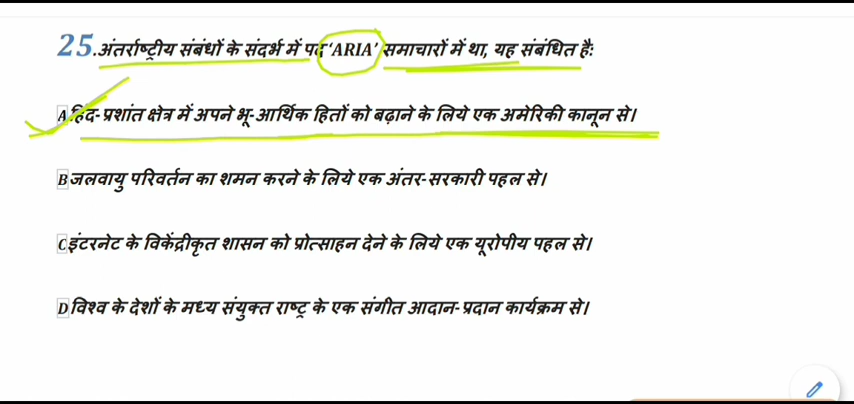 25.अंतर्राष्ट्रीय संबंधों के संदर्भ में पद 'ARIA' समाचारों में था, यह संबंधित हैः
A हिंद-प्रशांत क्षेत्र में अपने भू-आर्थिक हितों को बढ़ाने के लिये एक अमेरिकी कानून से।
B जलवायु परिवर्तन का शमन करने के लिये एक अंतर-सरकारी पहल से।
C इंटरनेट के विकेंद्रीकृत शासन को प्रोत्साहन देने के लिये एक यूरोपीय पहल से।
D विश्व के देशों के मध्य संयुक्त राष्ट्र के एक संगीत आदान-प्रदान कार्यक्रम से।